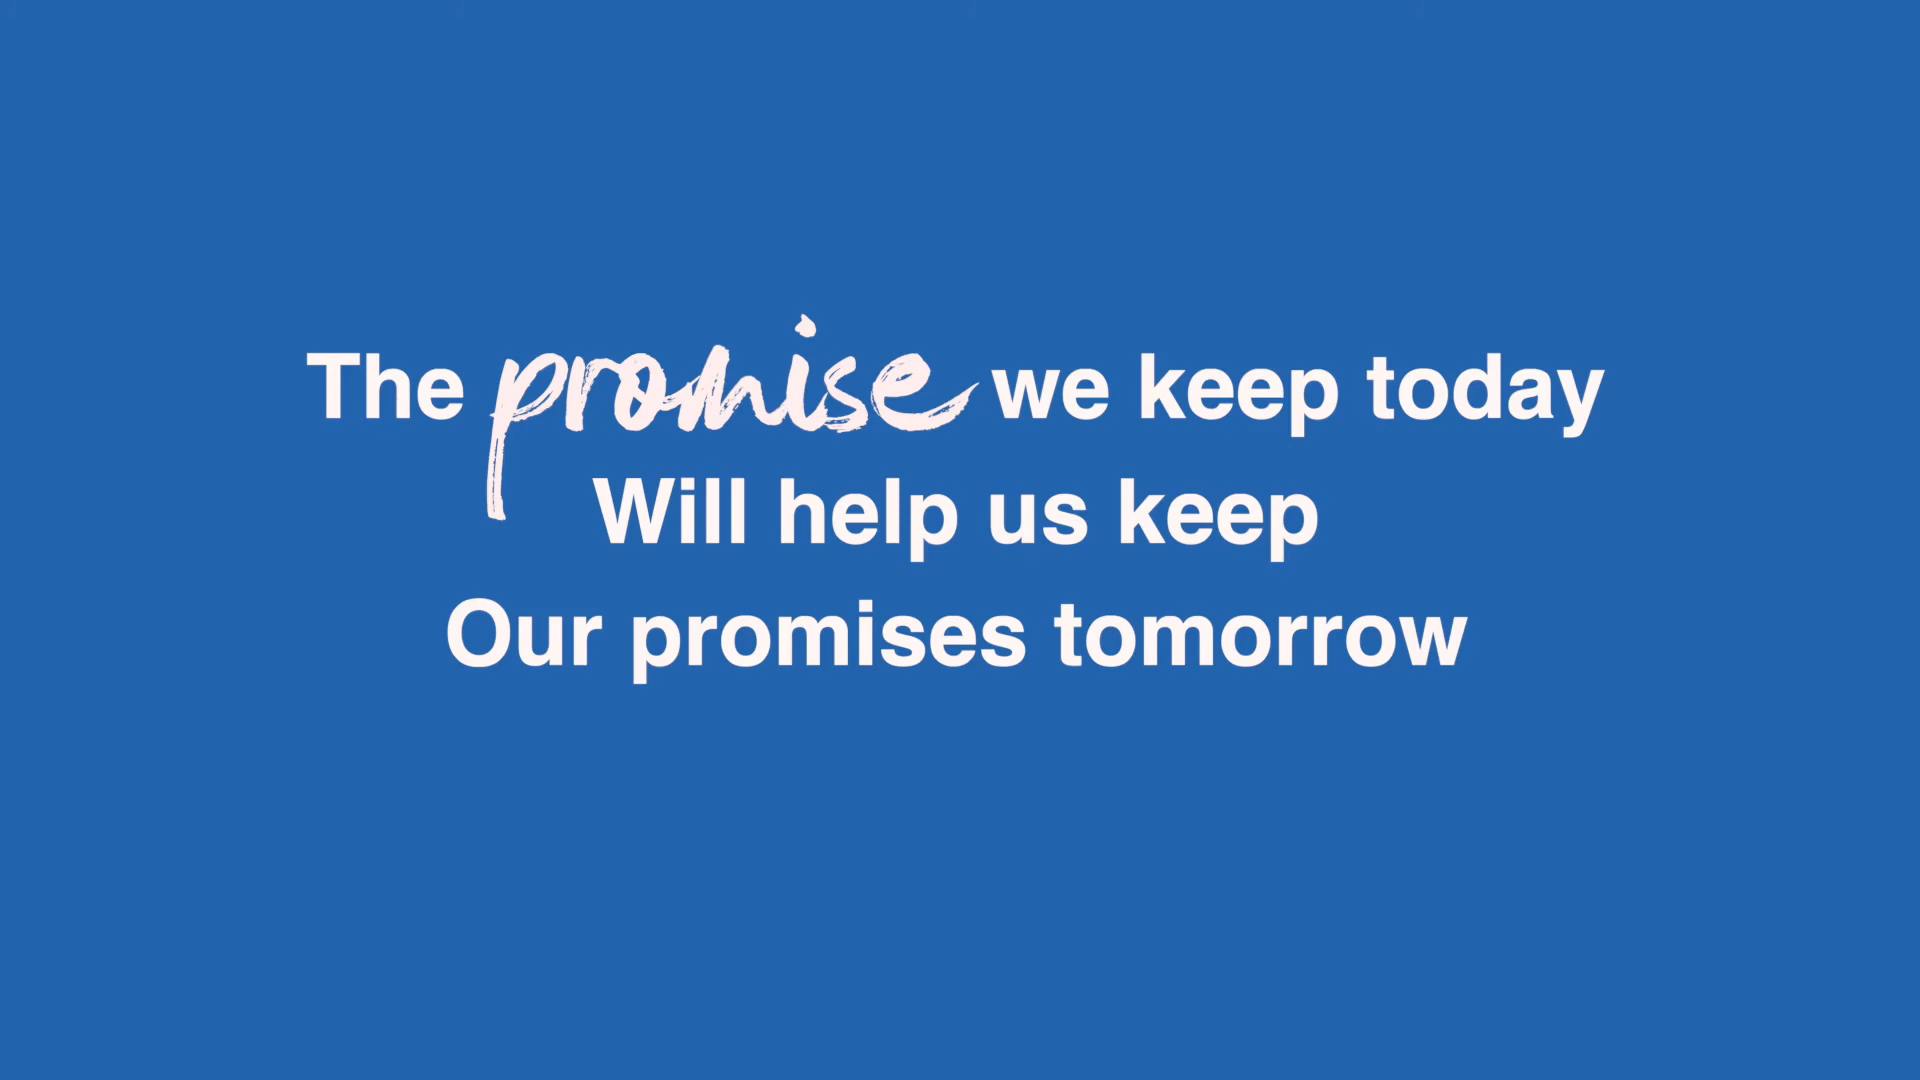 The promise we keep today
Will help us keep
Our promises tomorrow